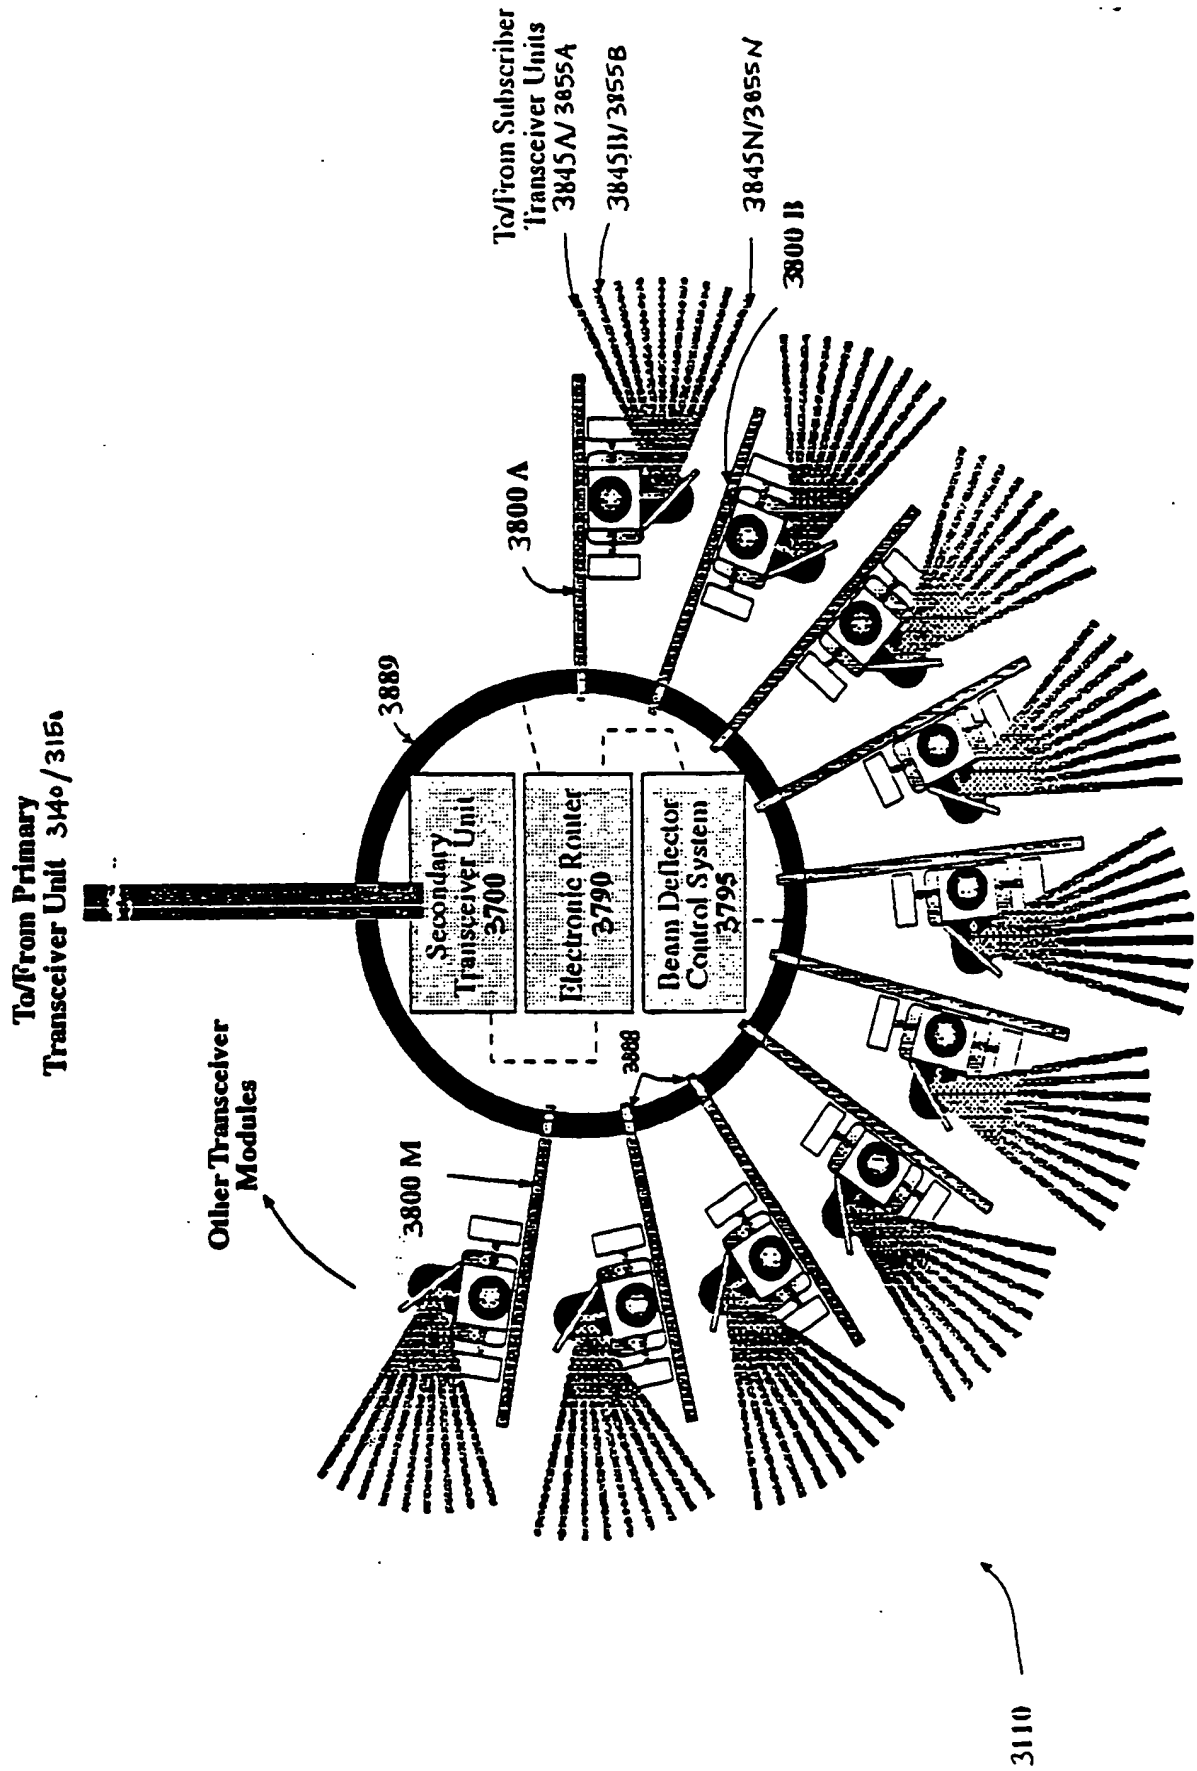 To/From Primary
Transceiver Unit 3140/315
Other Transceiver
Modules
3800 M
3889
3800 A
To/From Subscriber
Transceiver Units
3845A/3855A
3845B/3855B
3845N/3855N
3800 B
Secondary
Transceiver Unit
3700
Electronic Router
3790
Beam Deflector
Control System
3795
3888
3110